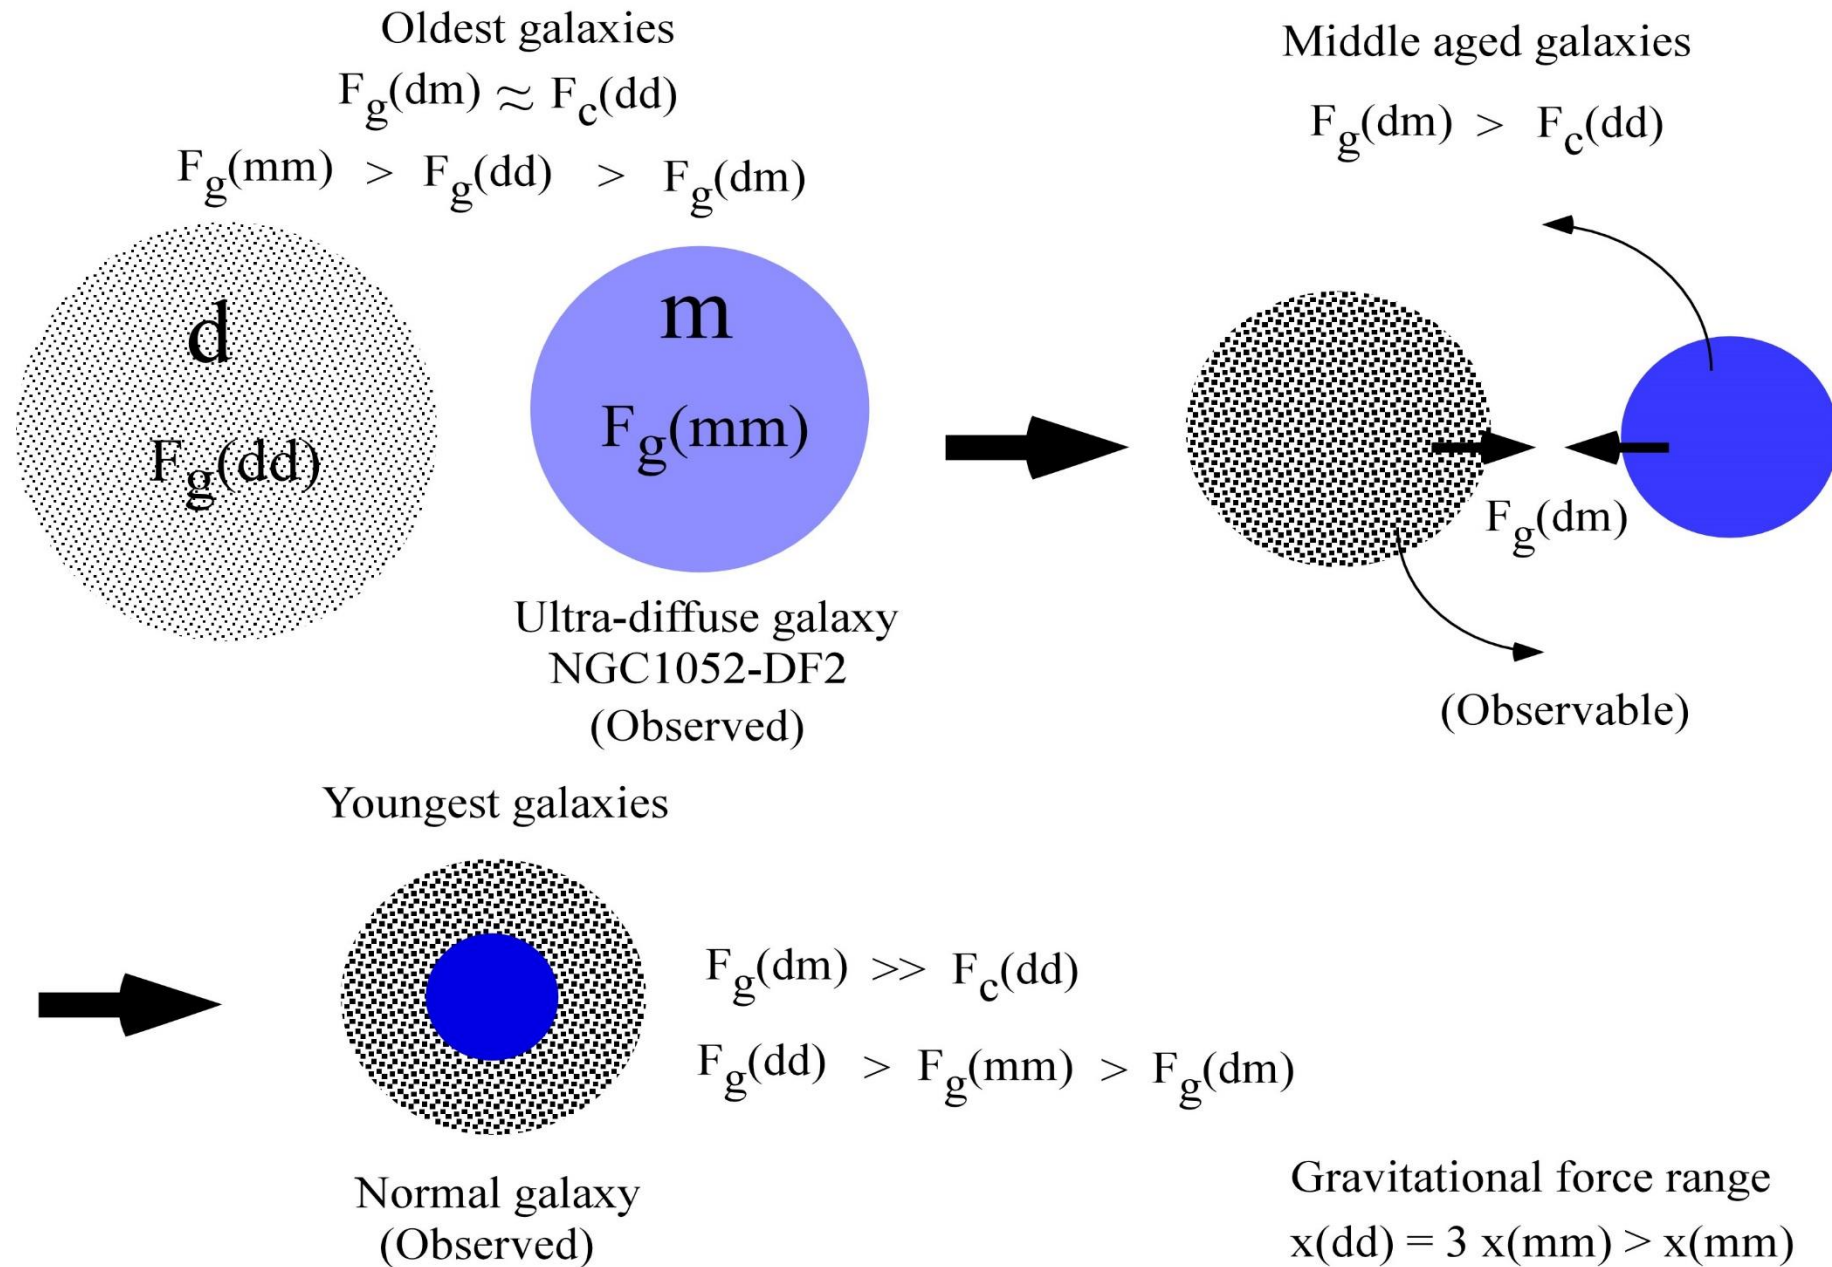 Oldest galaxies
Fg(dm) ≈ Fc(dd)
Fg(mm) > Fg(dd) > Fg(dm)
d
Fg(dd)
m
Fg(mm)
Ultra-diffuse galaxy
NGC1052-DF2
(Observed)
Middle aged galaxies
Fg(dm) > Fc(dd)
Fg(dm)
(Observable)
Youngest galaxies
Fg(dm) >> Fc(dd)
Fg(dd) > Fg(mm) > Fg(dm)
Normal galaxy
(Observed)
Gravitational force range
x(dd) = 3 x(mm) > x(mm)